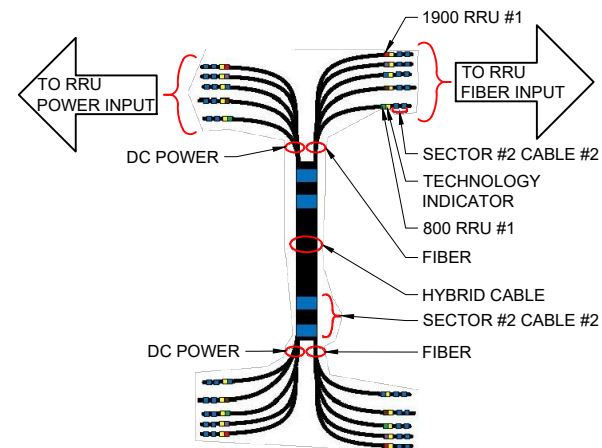 1900 RRU #1
TO RRU
POWER INPUT
TO RRU
FIBER INPUT
DC POWER
SECTOR #2 CABLE #2
TECHNOLOGY
INDICATOR
800 RRU #1
FIBER
HYBRID CABLE
SECTOR #2 CABLE #2
DC POWER
FIBER